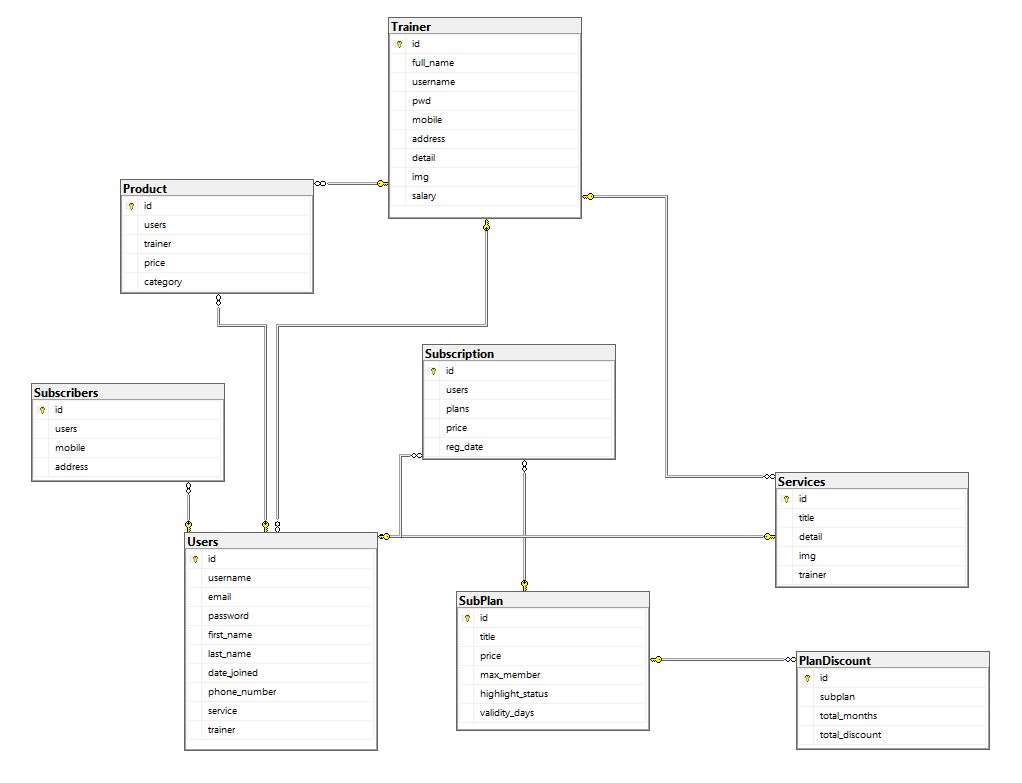 Trainer
id
full_name
username
pwd
mobile
address
detail
img
salary
Product
id
users
trainer
price
category
Subscription
id
users
plans
price
reg_date
Subscribers
id
users
mobile
address
Services
id
title
detail
img
trainer
Users
id
username
email
password
first_name
last_name
date_joined
phone_number
service
trainer
SubPlan
id
title
price
max_member
highlight_status
validity_days
PlanDiscount
id
subplan
total_months
total_discount